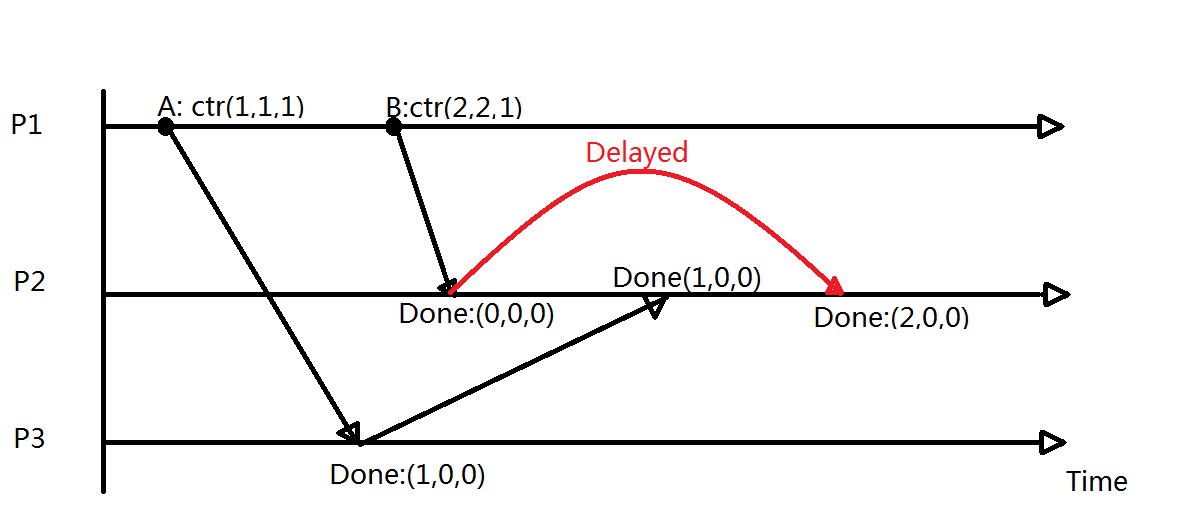 A: ctr(1,1,1)
B:ctr(2,2,1)
P1
Delayed
P2
Done(1,0,0)
Done:(0,0,0)
Done:(2,0,0)
P3
Done:(1,0,0)
Time